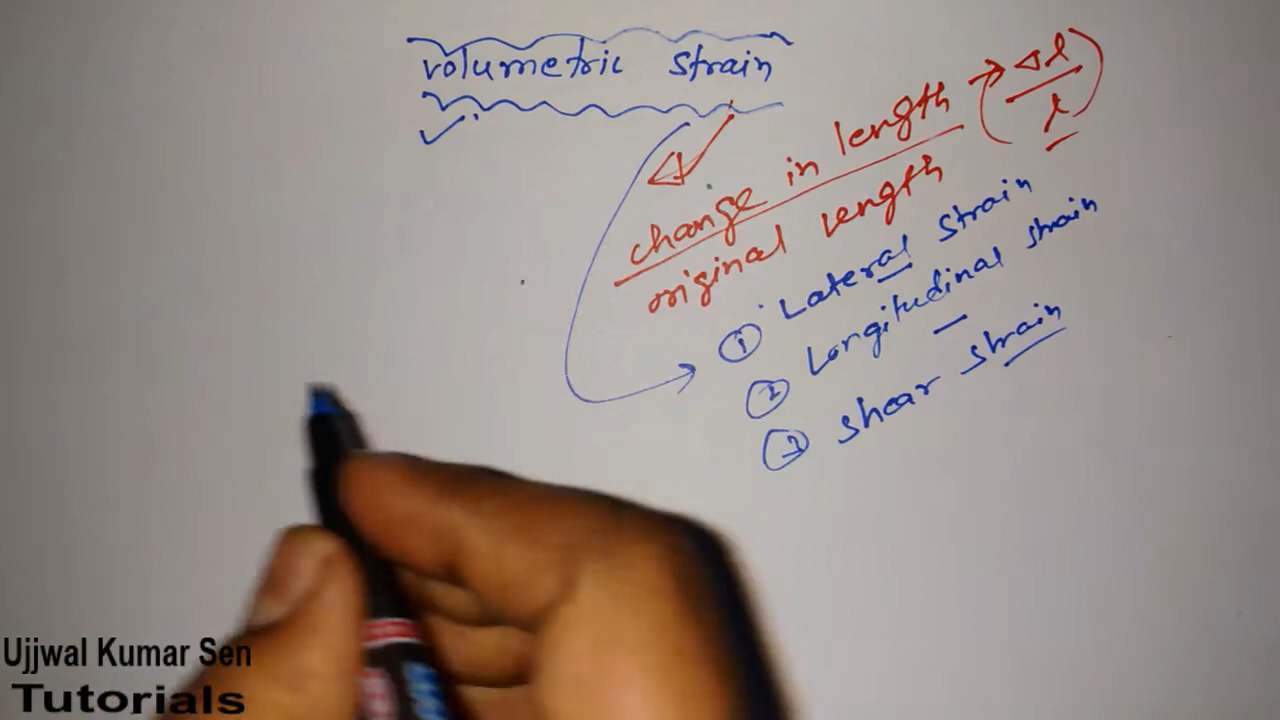 volumetric strain
change in length → Δl
original length l
① Lateral strain
② Longitudinal strain
③ shear strain
Ujjwal Kumar Sen
Tutorials